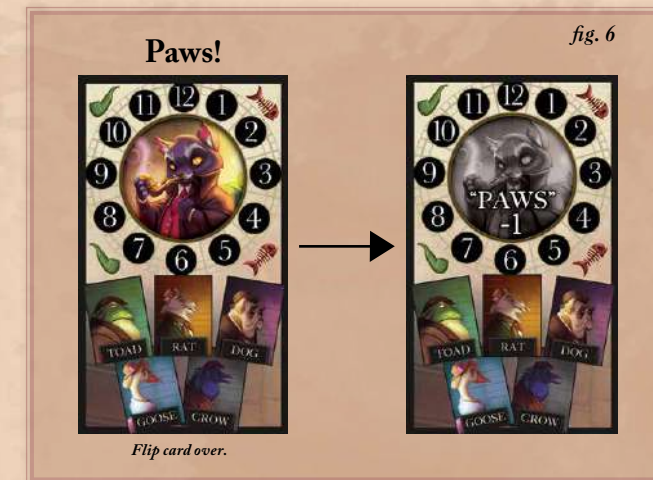 fig. 6
Paws!
12
11 1
10 2
9 3
8 4
7 5
6
TOAD RAT DOG
GOOSE CROW
Flip card over.
12
11 1
10 2
9 3
"PAWS"
-1
8 4
7 5
6
TOAD RAT DOG
GOOSE CROW